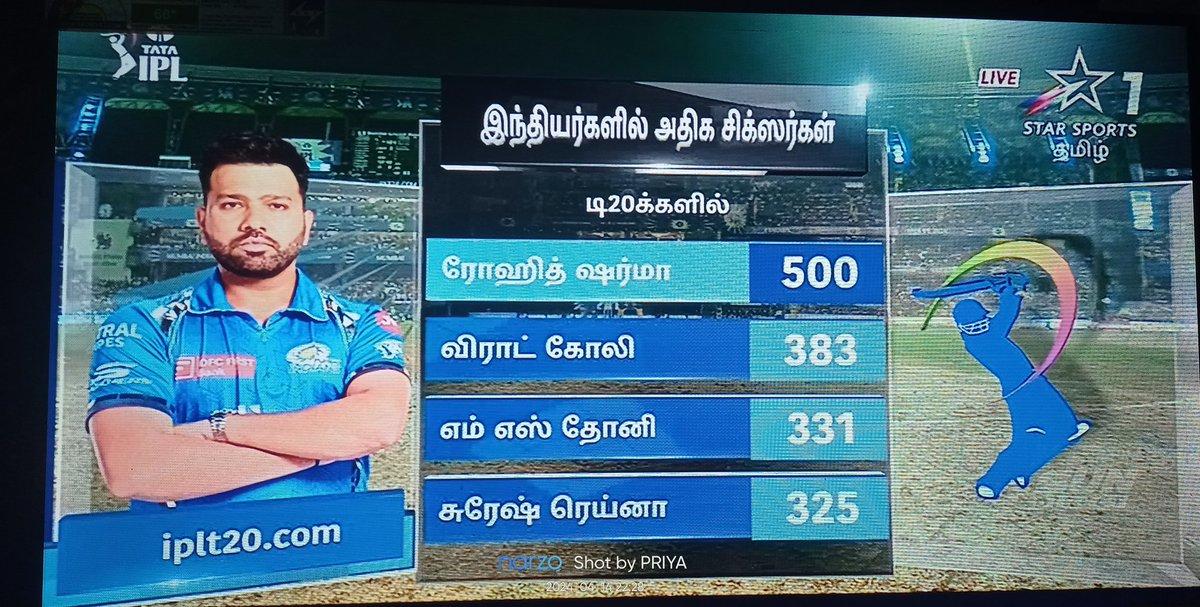 TATA
IPL
LIVE
1
STAR SPORTS
தமிழ்
இந்தியர்களில் அதிக சிக்ஸர்கள்
டி20க்களில்
ரோஹித் ஷர்மா 500
விராட் கோலி 383
எம் எஸ் தோனி 331
சுரேஷ் ரெய்னா 325
iplt20.com
narzo Shot by PRIYA